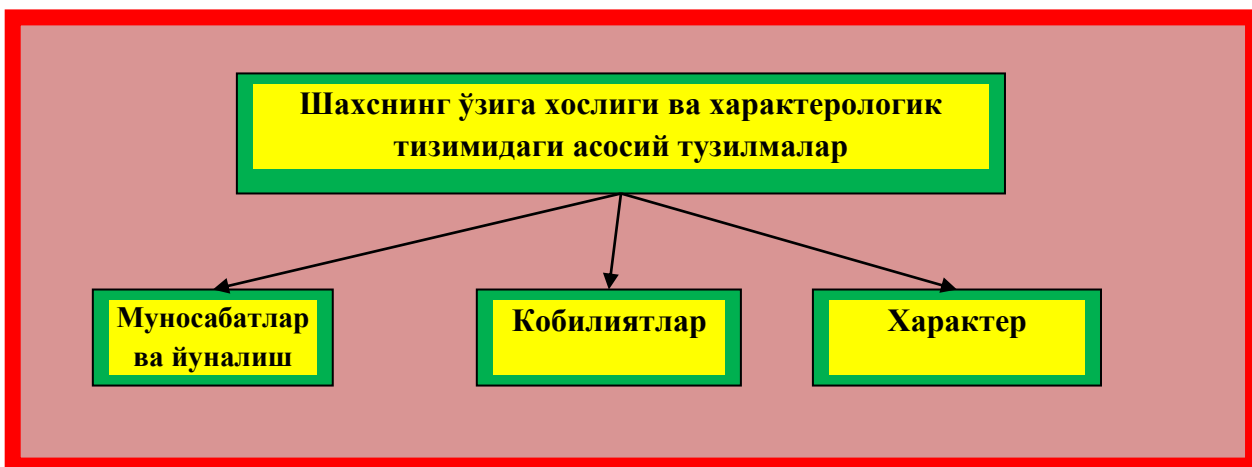 Шахснинг ўзига хослиги ва характерологик
тизимидаги асосий тузилмалар
Муносабатлар
ва йуналиш
Кобилиятлар
Характер